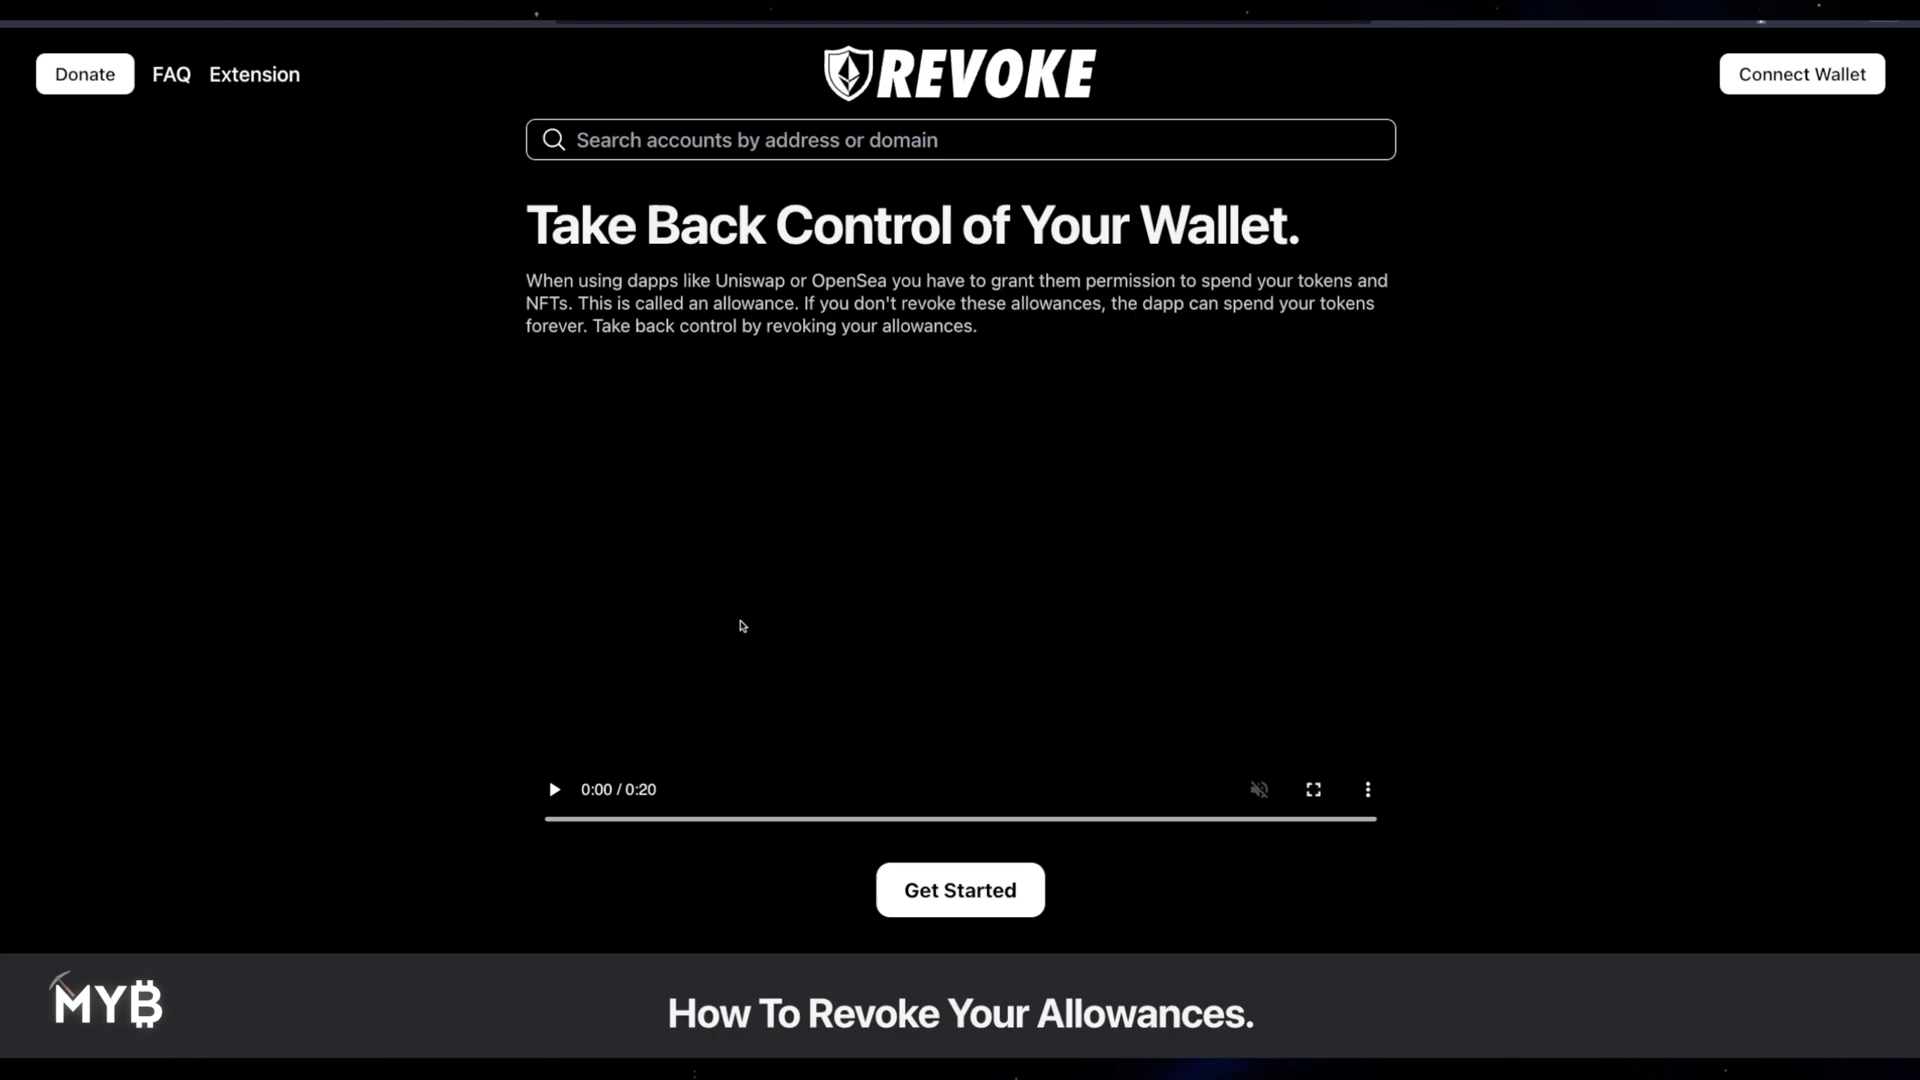 Donate FAQ Extension REVOKE Connect Wallet
Search accounts by address or domain
Take Back Control of Your Wallet.
When using dapps like Uniswap or OpenSea you have to grant them permission to spend your tokens and
NFTs. This is called an allowance. If you don't revoke these allowances, the dapp can spend your tokens
forever. Take back control by revoking your allowances.
0:00 / 0:20
Get Started
MYB
How To Revoke Your Allowances.